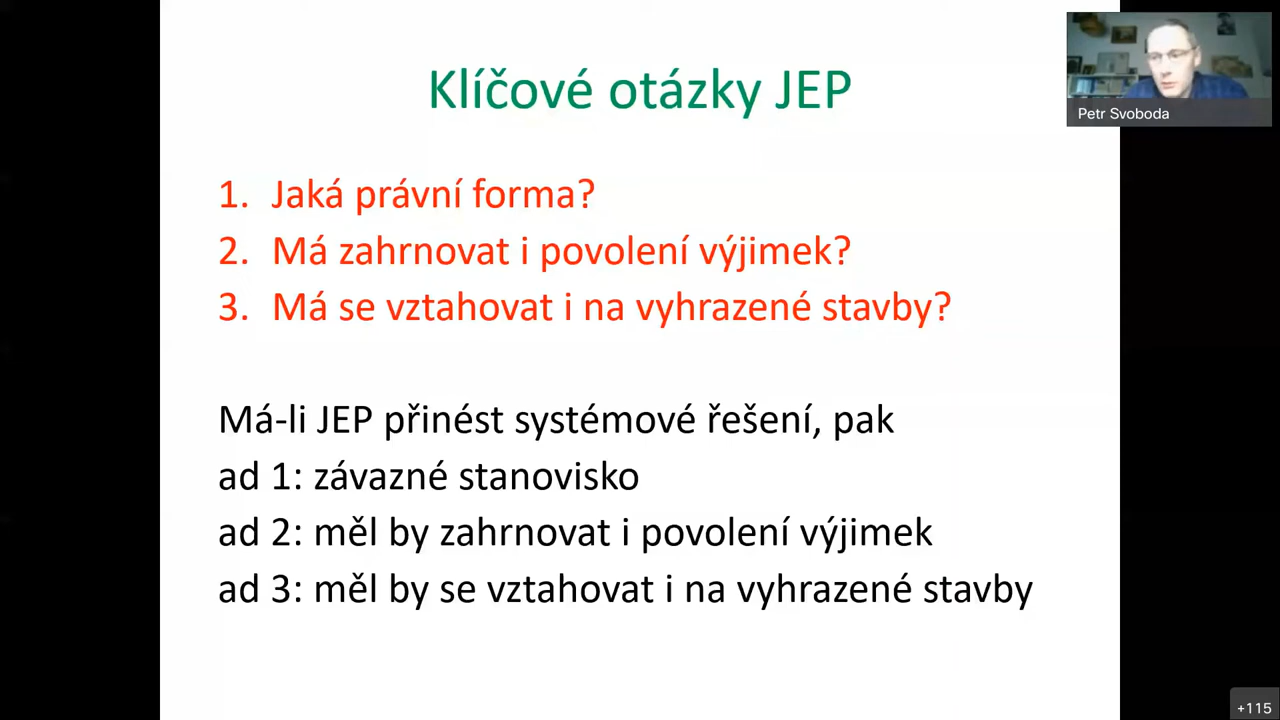 Klíčové otázky JEP
Petr Svoboda
1. Jaká právní forma?
2. Má zahrnovat i povolení výjimek?
3. Má se vztahovat i na vyhrazené stavby?
Má-li JEP přinést systémové řešení, pak
ad 1: závazné stanovisko
ad 2: měl by zahrnovat i povolení výjimek
ad 3: měl by se vztahovat i na vyhrazené stavby
+115